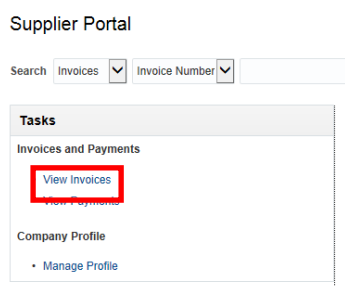 Supplier Portal
Search Invoices Invoice Number
Tasks
Invoices and Payments
View Invoices
View Payments
Company Profile
• Manage Profile